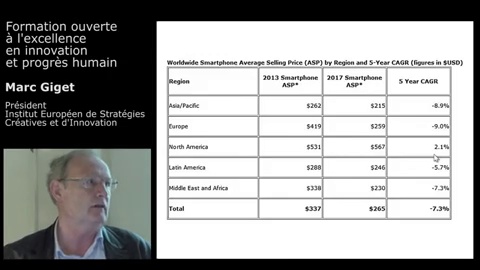 Formation ouverte
à l'excellence
en innovation
et progrès humain
Marc Giget
Président
Institut Européen de Stratégies
Créatives et d'Innovation
Worldwide Smartphone Average Selling Price (ASP) by Region and 5-Year CAGR (figures in $USD)
Region 2013 Smartphone ASP* 2017 Smartphone ASP* 5 Year CAGR
Asia/Pacific $262 $215 -8.9%
Europe $419 $259 -9.0%
North America $531 $567 2.1%
Latin America $288 $246 -5.7%
Middle East and Africa $338 $230 -7.3%
Total $337 $265 -7.3%